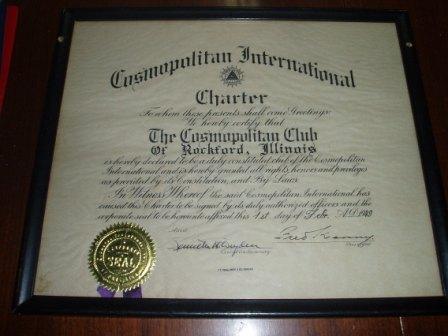 Cosmopolitan International
Charter
To whom these presents shall come Greetings:
We hereby certify that
The Cosmopolitan Club
Of Rockford, Illinois
is hereby declared to be a duly constituted club of the Cosmopolitan
International and is hereby granted all rights, honors and privileges
as provided by its Constitution, and By Laws.
In Witness Whereof the said Cosmopolitan International has
caused this Charter to be signed by its duly authorized officers and the
corporate seal to be hereunto affixed this 1st day of A.D. 19
SEAL